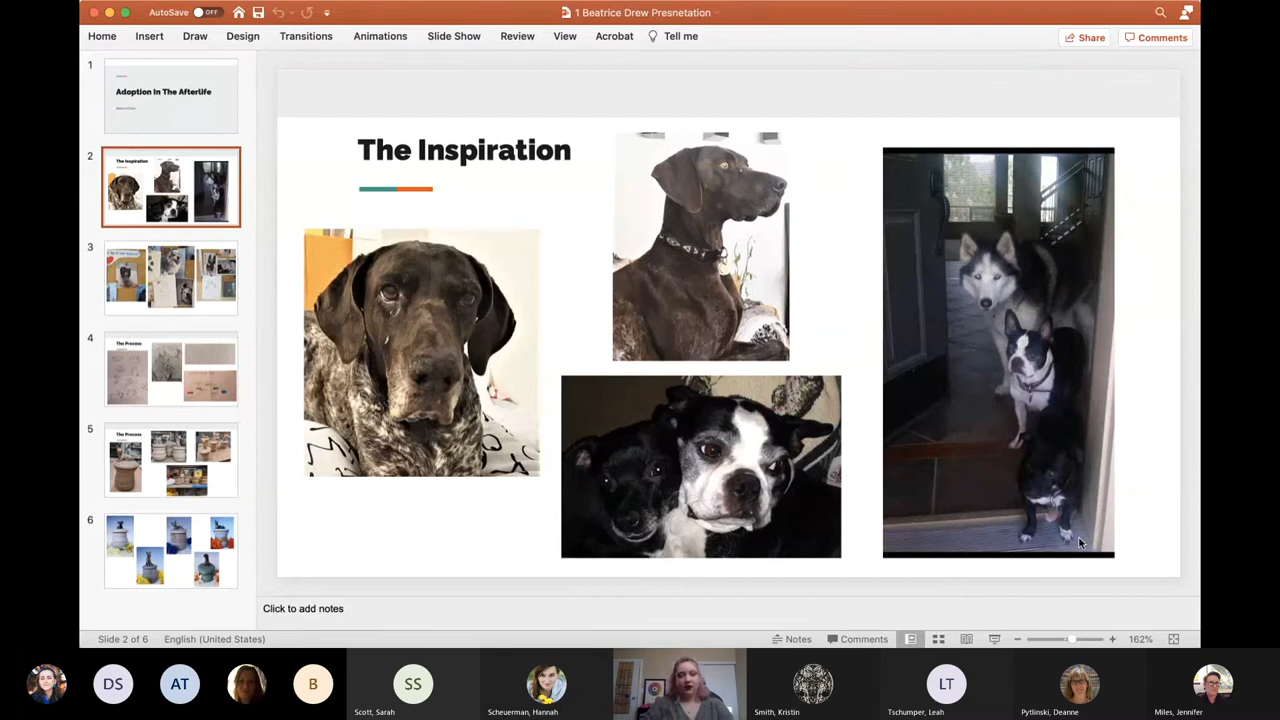 AutoSave OFF
1 Beatrice Drew Presnetation
Home Insert Draw Design Transitions Animations Slide Show Review View Acrobat Tell me
Share Comments
1
Adoption In The Afterlife
2
The Inspiration
3
4
The Process
5
The Process
6
The Inspiration
Click to add notes
Slide 2 of 6 English (United States)
Notes Comments 162%
DS AT B SS LT
Scott, Sarah Scheuerman, Hannah Smith, Kristin Tschumper, Leah Pytlinski, Deanne Miles, Jennifer